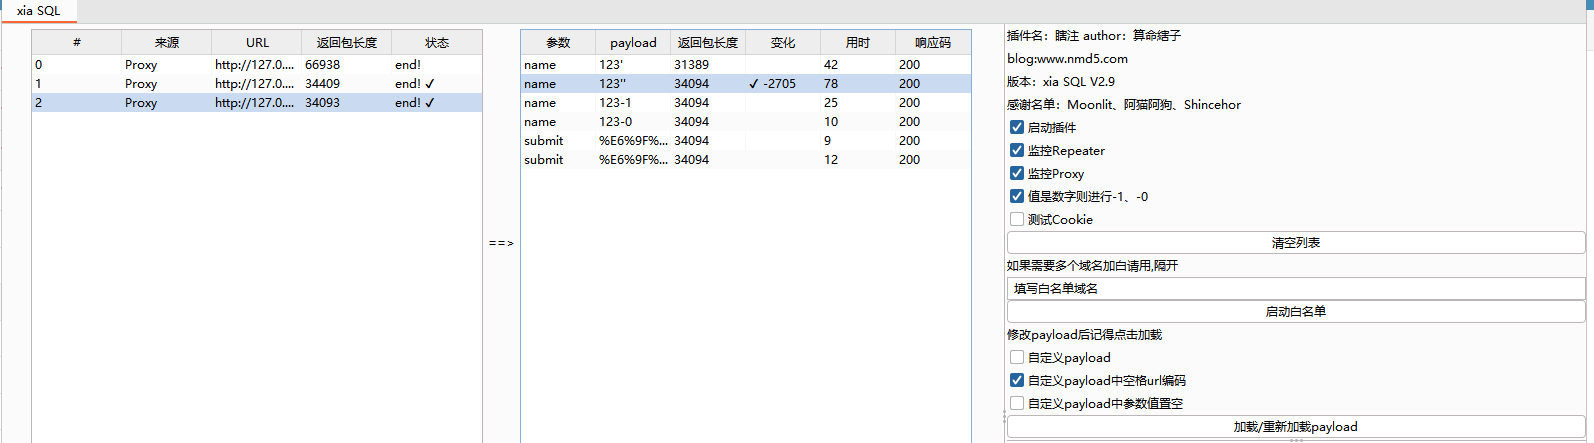 xia SQL
# 来源 URL 返回包长度 状态
0 Proxy http://127.0.... 66938 end!
1 Proxy http://127.0.... 34409 end! ✓
2 Proxy http://127.0.... 34093 end! ✓
==>
参数 payload 返回包长度 变化 用时 响应码
name 123' 31389 42 200
name 123'' 34094 ✓ -2705 78 200
name 123-1 34094 25 200
name 123-0 34094 10 200
submit %E6%9F%... 34094 9 200
submit %E6%9F%... 34094 12 200
插件名：瞎注 author：算命瞎子
blog:www.nmd5.com
版本：xia SQL V2.9
感谢名单：Moonlit、阿猫阿狗、Shincehor
启动插件
监控Repeater
监控Proxy
值是数字则进行-1、-0
测试Cookie
清空列表
如果需要多个域名加白请用,隔开
填写白名单域名
启动白名单
修改payload后记得点击加载
自定义payload
自定义payload中空格url编码
自定义payload中参数值置空
加载/重新加载payload